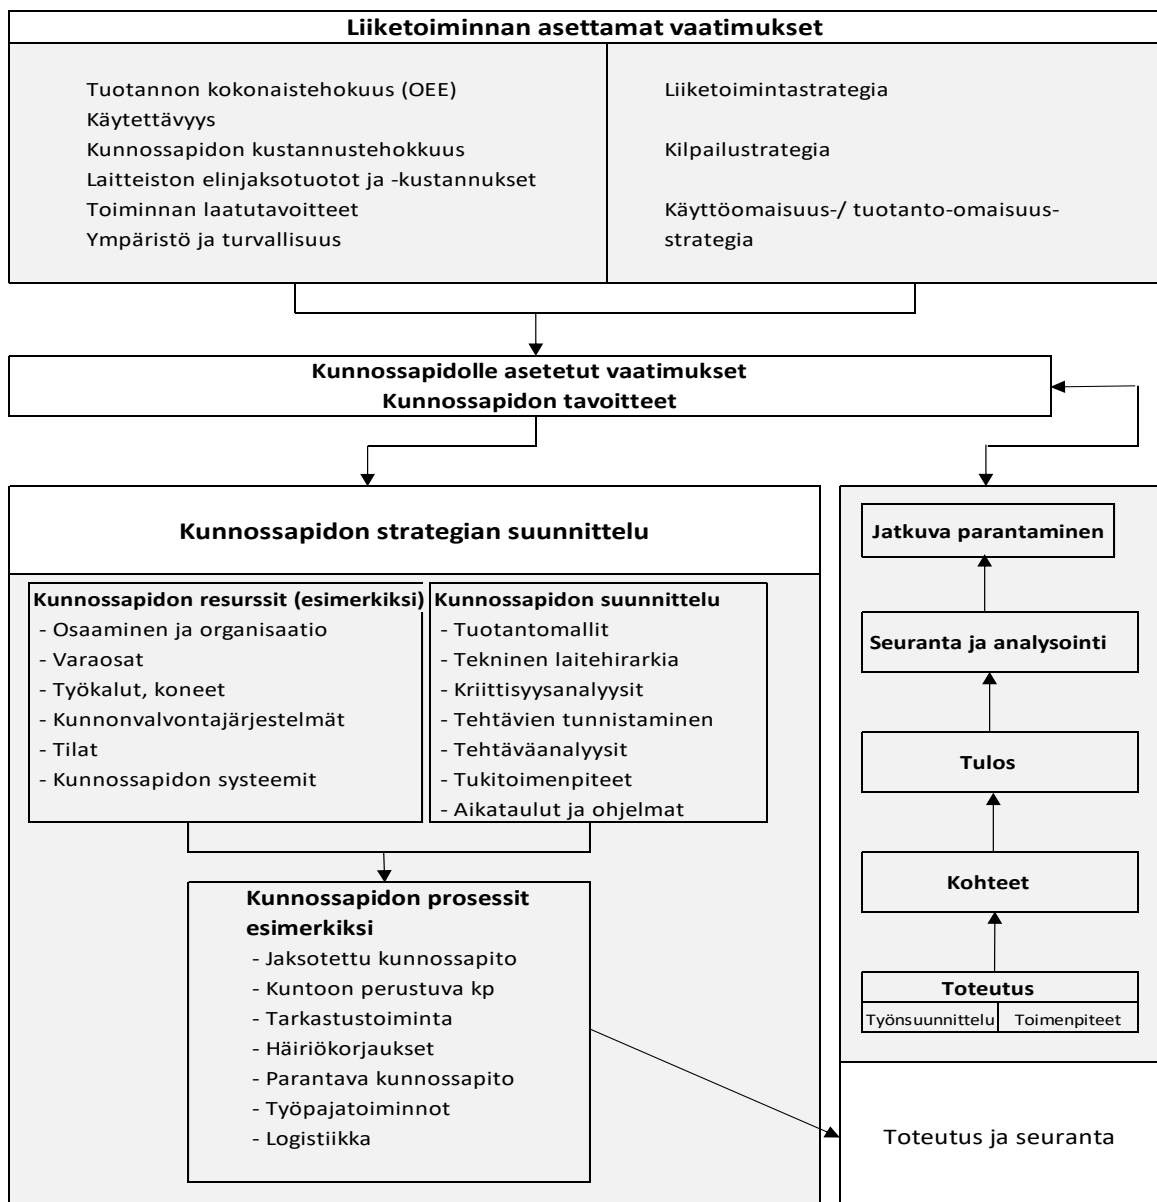 Liiketoiminnan asettamat vaatimukset
Tuotannon kokonaistehokuus (OEE)
Käytettävyys
Kunnossapidon kustannustehokkuus
Laitteiston elinjaksotuotot ja -kustannukset
Toiminnan laatutavoitteet
Ympäristö ja turvallisuus
Liiketoimintastrategia
Kilpailustrategia
Käyttöomaisuus-/ tuotanto-omaisuus-
strategia
Kunnossapidolle asetetut vaatimukset
Kunnossapidon tavoitteet
Kunnossapidon strategian suunnittelu
Kunnossapidon resurssit (esimerkiksi)
- Osaaminen ja organisaatio
- Varaosat
- Työkalut, koneet
- Kunnonvalvontajärjestelmät
- Tilat
- Kunnossapidon systeemit
Kunnossapidon suunnittelu
- Tuotantomallit
- Tekninen laitehirarkia
- Kriittisyysanalyysit
- Tehtävien tunnistaminen
- Tehtäväanalyysit
- Tukitoimenpiteet
- Aikataulut ja ohjelmat
Kunnossapidon prosessit
esimerkiksi
- Jaksotettu kunnossapito
- Kuntoon perustuva kp
- Tarkastustoiminta
- Häiriökorjaukset
- Parantava kunnossapito
- Työpajatoiminnot
- Logistiikka
Jatkuva parantaminen
Seuranta ja analysointi
Tulos
Kohteet
Toteutus
Työnsuunnittelu
Toimenpiteet
Toteutus ja seuranta